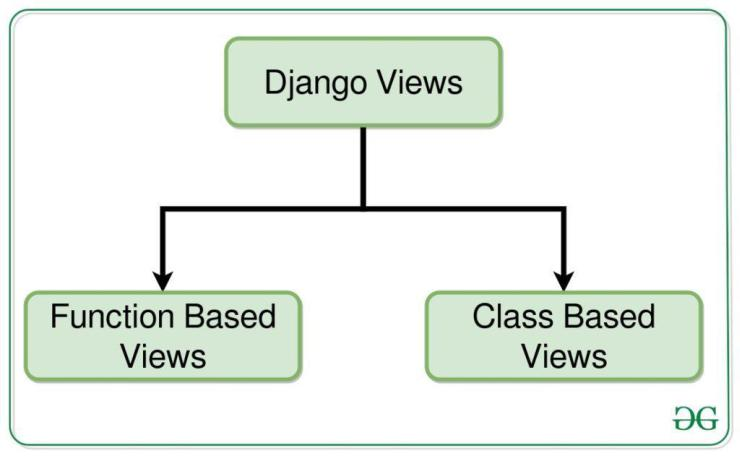 Django Views
Function Based
Views
Class Based
Views